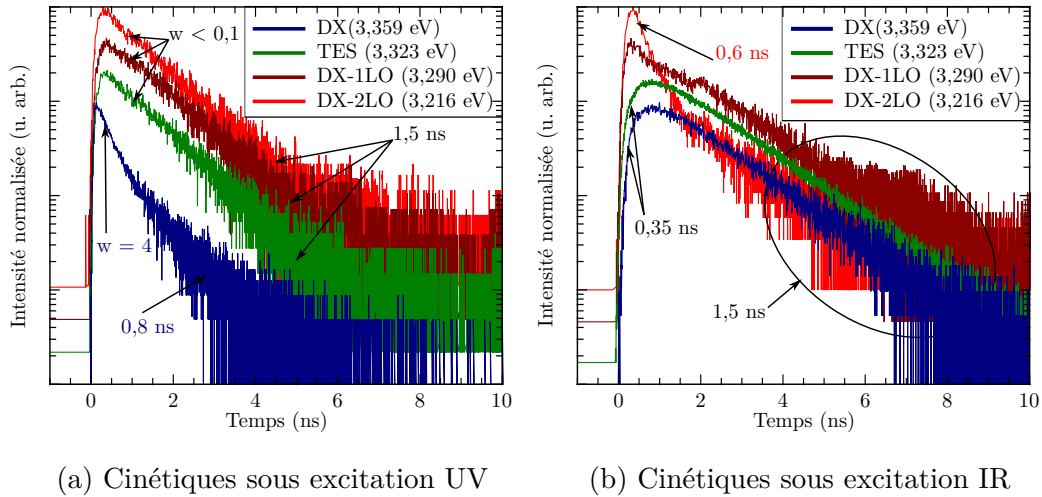 Intensité normalisée (u. arb.)
w < 0,1
DX(3,359 eV)
TES (3,323 eV)
DX-1LO (3,290 eV)
DX-2LO (3,216 eV)
1,5 ns
w = 4
0,8 ns
0 2 4 6 8 10
Temps (ns)
(a) Cinétiques sous excitation UV
Intensité normalisée (u. arb.)
0,6 ns
DX(3,359 eV)
TES (3,323 eV)
DX-1LO (3,290 eV)
DX-2LO (3,216 eV)
0,35 ns
1,5 ns
0 2 4 6 8 10
Temps (ns)
(b) Cinétiques sous excitation IR